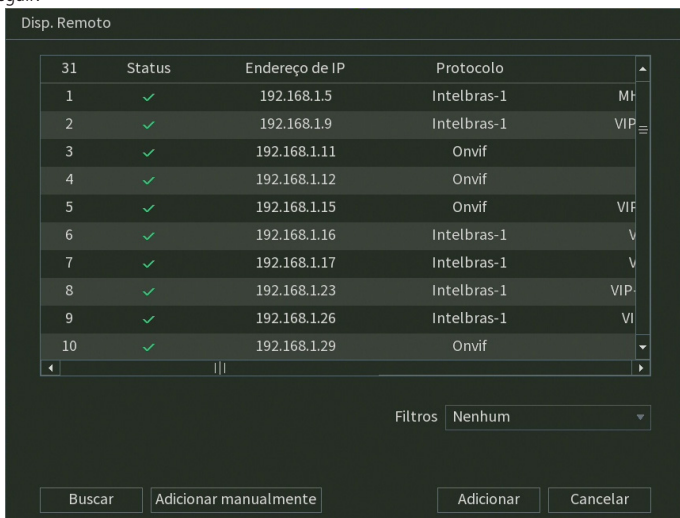 Disp. Remoto
31 Status Endereço de IP Protocolo
1 192.168.1.5 Intelbras-1
2 192.168.1.9 Intelbras-1 VIP
3 192.168.1.11 Onvif
4 192.168.1.12 Onvif
5 192.168.1.15 Onvif
6 192.168.1.16 Intelbras-1 V
7 192.168.1.17 Intelbras-1 V
8 192.168.1.23 Intelbras-1 VIP-
9 192.168.1.26 Intelbras-1 VI
10 192.168.1.29 Onvif
Filtros Nenhum
Buscar Adicionar manualmente Adicionar Cancelar